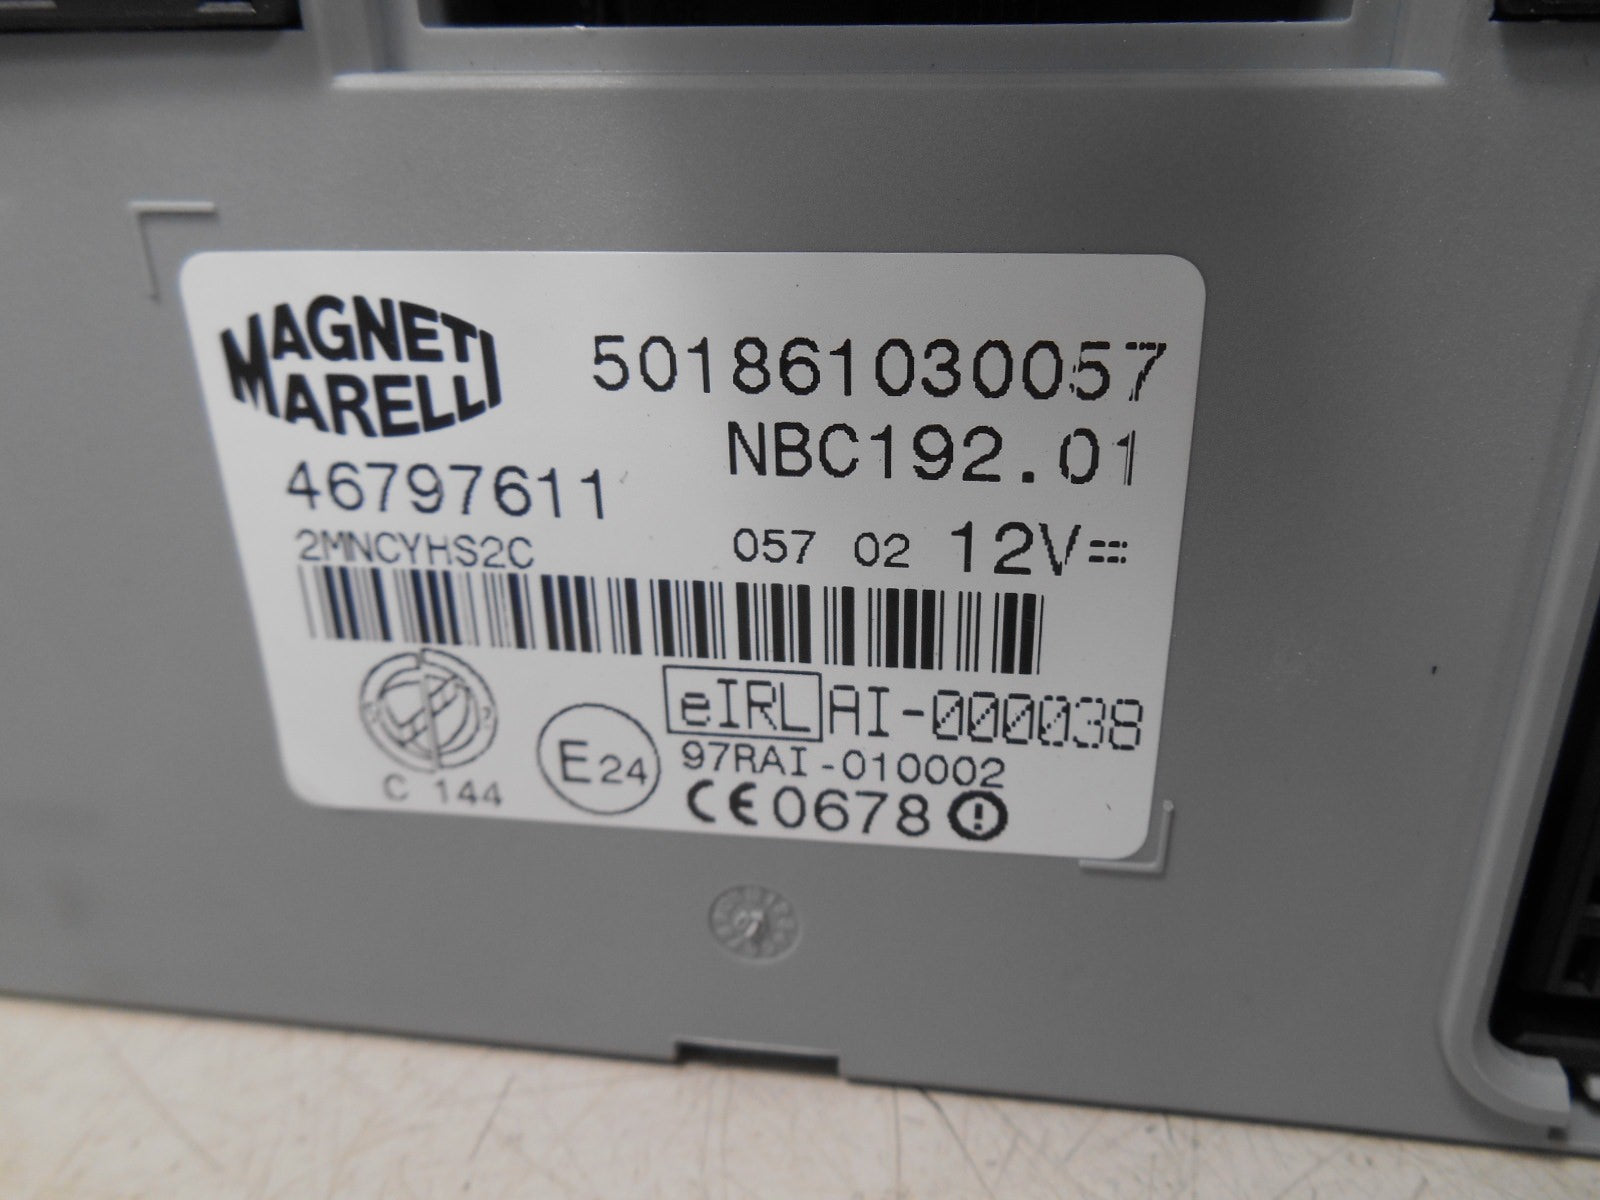 MAGNETI
MARELLI
501861030057
NBC192.01
46797611
2MNCYHS2C
057 02 12V
eIRL AI-000038
97RAI-010002
E24
C 144
CE0678